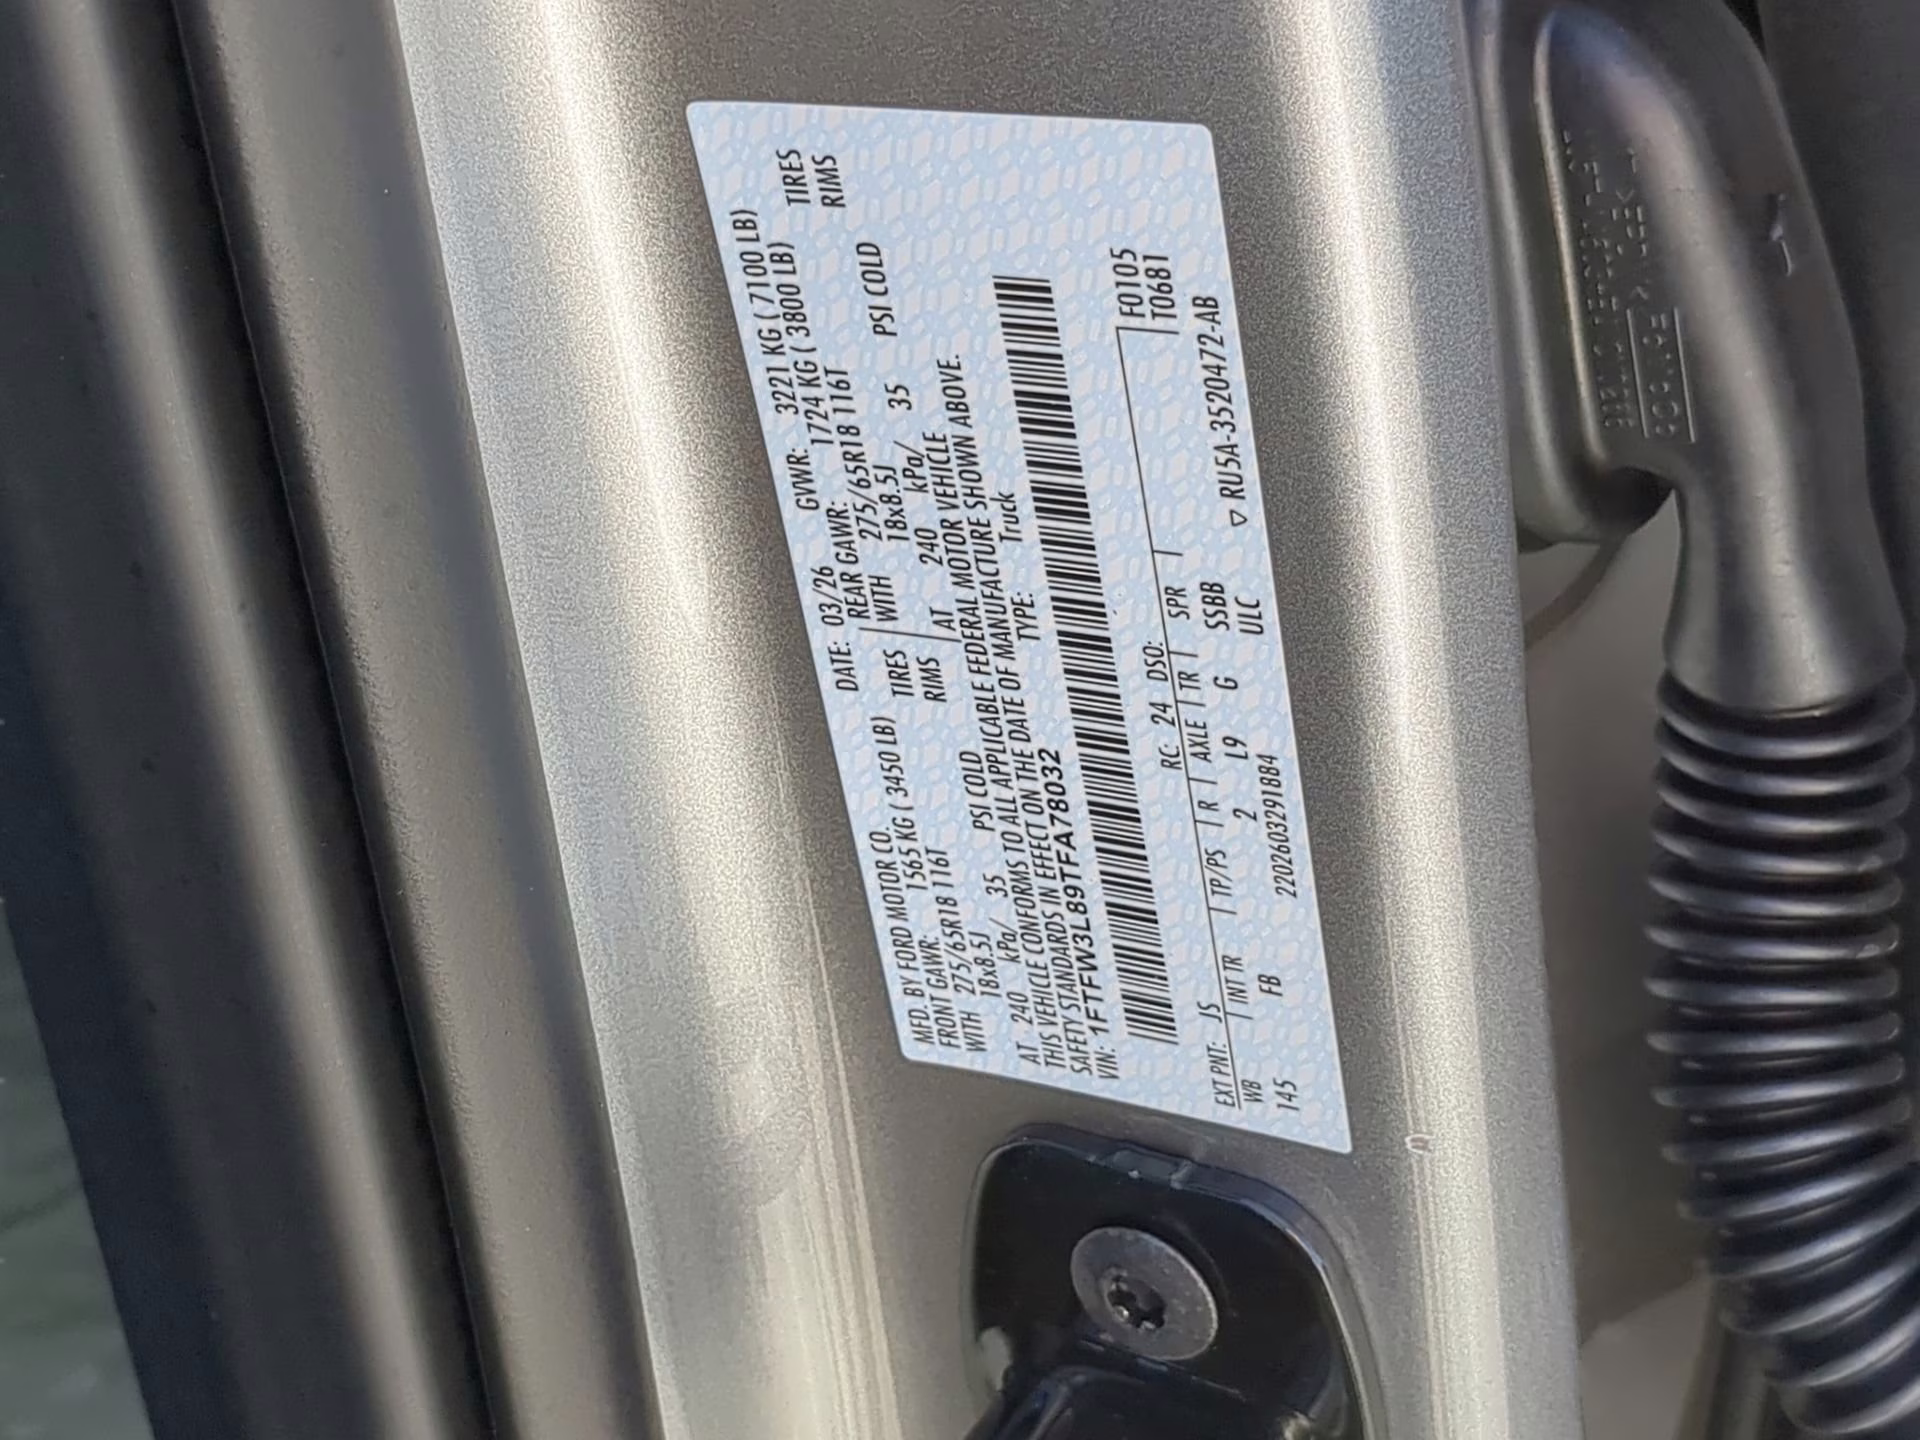 MFD. BY FORD MOTOR CO. DATE: 03/26 GVWR: 3221 KG ( 7100 LB)
FRONT GAWR: 1565 KG ( 3450 LB) REAR GAWR: 1724 KG ( 3800 LB)
WITH 275/65R18 116T TIRES WITH 275/65R18 116T TIRES
18x8.5J RIMS 18x8.5J RIMS
AT 240 kPa/ 35 PSI COLD AT 240 kPa/ 35 PSI COLD
THIS VEHICLE CONFORMS TO ALL APPLICABLE FEDERAL MOTOR VEHICLE
SAFETY STANDARDS IN EFFECT ON THE DATE OF MANUFACTURE SHOWN ABOVE.
VIN: 1FTFW3L89TFA78032 TYPE: Truck
F0105
T0681
EXT PNT: JS RC: 24 DSO:
WB INT TR TP/PS R AXLE TR SPR
145 FB 2 L9 G SSBB
ULC
2202603291884
▽ RU5A-3520472-AB